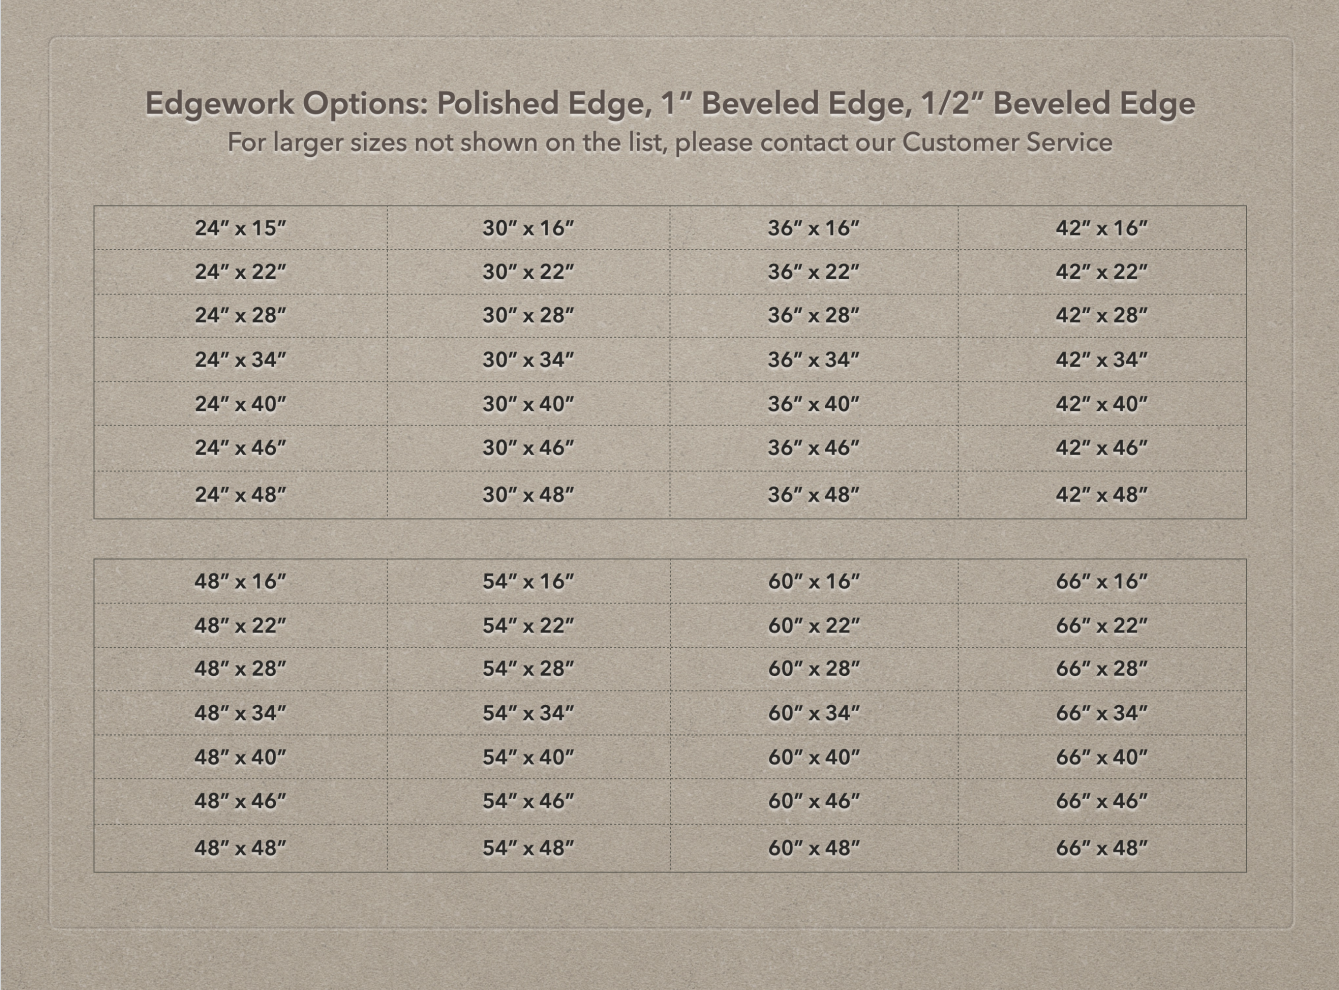 Edgework Options: Polished Edge, 1” Beveled Edge, 1/2” Beveled Edge
For larger sizes not shown on the list, please contact our Customer Service
24” x 15” 30” x 16” 36” x 16” 42” x 16”
24” x 22” 30” x 22” 36” x 22” 42” x 22”
24” x 28” 30” x 28” 36” x 28” 42” x 28”
24” x 34” 30” x 34” 36” x 34” 42” x 34”
24” x 40” 30” x 40” 36” x 40” 42” x 40”
24” x 46” 30” x 46” 36” x 46” 42” x 46”
24” x 48” 30” x 48” 36” x 48” 42” x 48”
48” x 16” 54” x 16” 60” x 16” 66” x 16”
48” x 22” 54” x 22” 60” x 22” 66” x 22”
48” x 28” 54” x 28” 60” x 28” 66” x 28”
48” x 34” 54” x 34” 60” x 34” 66” x 34”
48” x 40” 54” x 40” 60” x 40” 66” x 40”
48” x 46” 54” x 46” 60” x 46” 66” x 46”
48” x 48” 54” x 48” 60” x 48” 66” x 48”